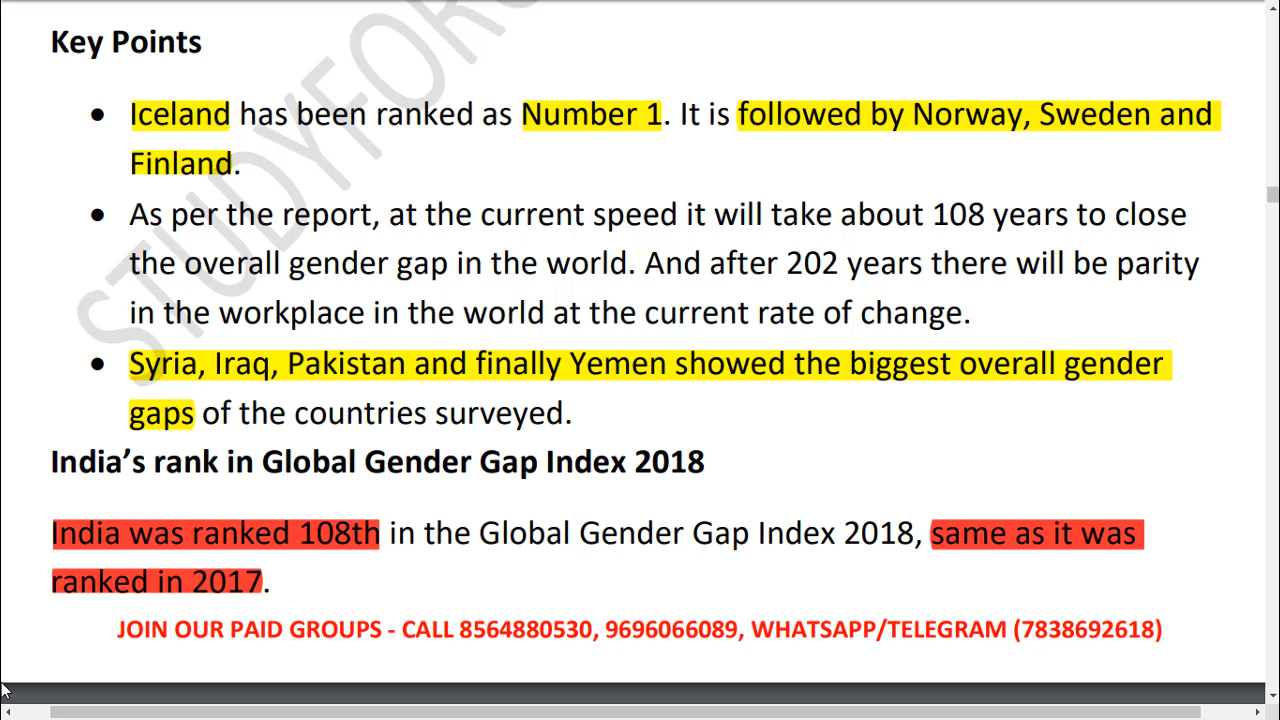 Key Points
• Iceland has been ranked as Number 1. It is followed by Norway, Sweden and
Finland.
• As per the report, at the current speed it will take about 108 years to close
the overall gender gap in the world. And after 202 years there will be parity
in the workplace in the world at the current rate of change.
• Syria, Iraq, Pakistan and finally Yemen showed the biggest overall gender
gaps of the countries surveyed.
India’s rank in Global Gender Gap Index 2018
India was ranked 108th in the Global Gender Gap Index 2018, same as it was
ranked in 2017.
JOIN OUR PAID GROUPS - CALL 8564880530, 9696066089, WHATSAPP/TELEGRAM (7838692618)
STUDYFOR